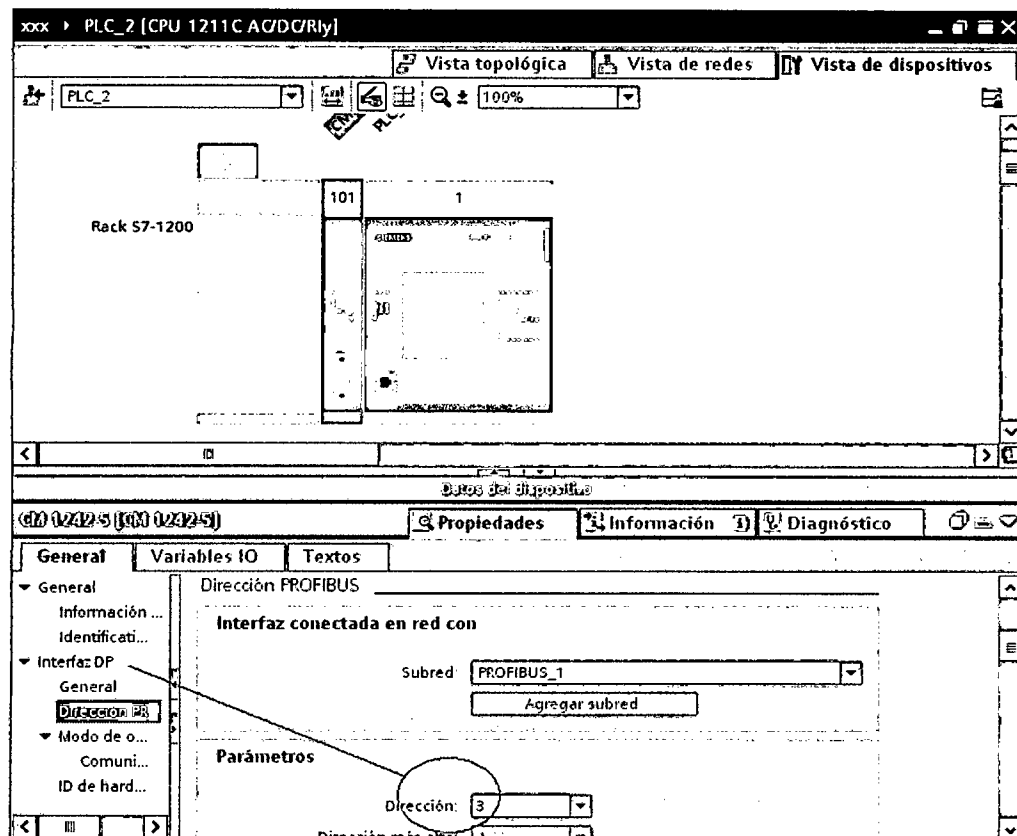 xxx ▸ PLC_2 [CPU 1211C AC/DC/Rly]
Vista topológica
Vista de redes
Vista de dispositivos
PLC_2
100%
101
1
Rack S7-1200
Datos del dispositivo
CM 1242-5 [CM 1242-5]
Propiedades
Información
Diagnóstico
General
Variables IO
Textos
General
Información ...
Identificati...
Interfaz DP
General
Dirección PR
Modo de o...
Comuni...
ID de hard...
Dirección PROFIBUS
Interfaz conectada en red con
Subred: PROFIBUS_1
Agregar subred
Parámetros
Dirección: 3